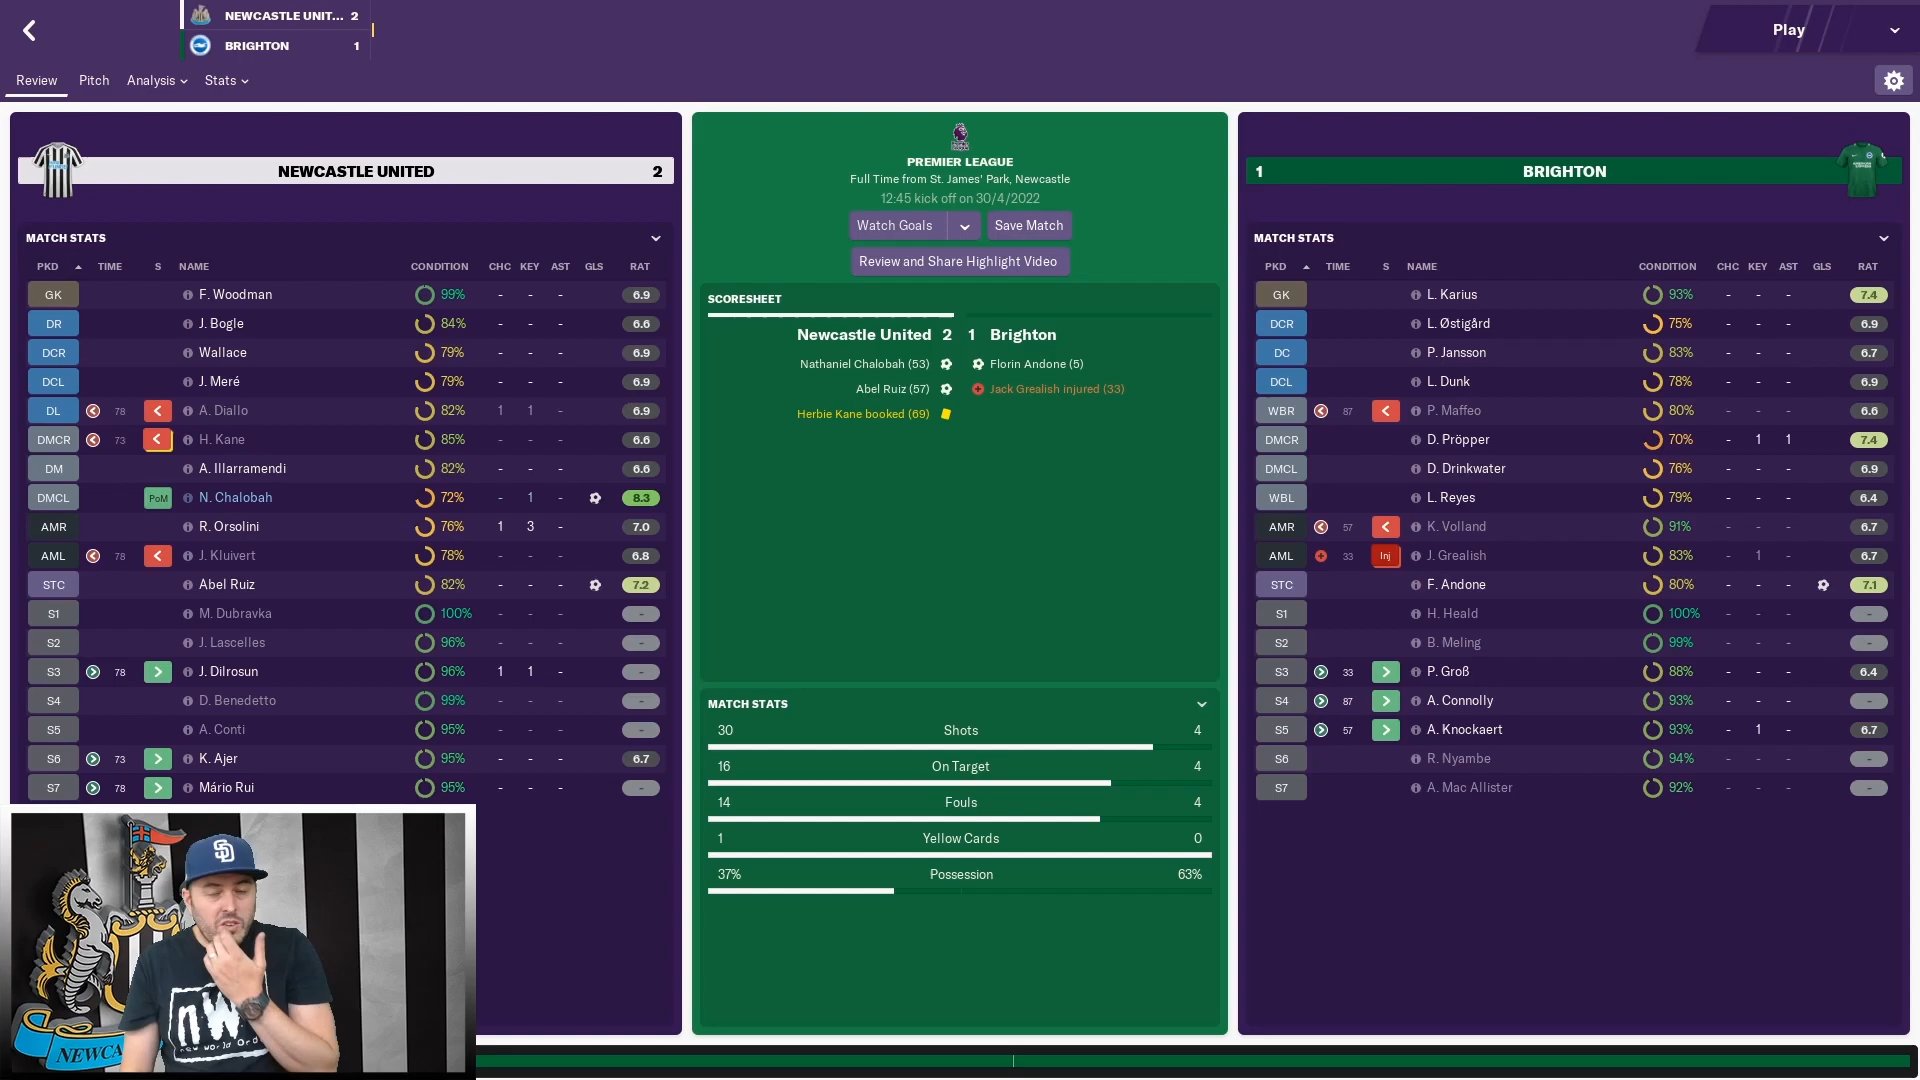 NEWCASTLE UNIT... 2
BRIGHTON 1
Play
Review Pitch Analysis Stats
NEWCASTLE UNITED 2
MATCH STATS
PKD TIME S NAME CONDITION CHC KEY AST GLS RAT
GK F. Woodman 99% - - - 6.9
DR J. Bogle 84% - - - 6.6
DCR Wallace 79% - - - 6.9
DCL J. Meré 79% - - - 6.9
DL 78 A. Diallo 82% 1 1 - 6.9
DMCR 73 H. Kane 85% - - - 6.6
DM A. Illarramendi 82% - - - 6.6
DMCL PoM N. Chalobah 72% - 1 - 8.3
AMR R. Orsolini 76% 1 3 - 7.0
AML 78 J. Kluivert 78% - - - 6.8
STC Abel Ruiz 82% - - - 7.2
S1 M. Dubravka 100% - - - -
S2 J. Lascelles 96% - - - -
S3 78 J. Dilrosun 96% 1 1 - -
S4 D. Benedetto 99% - - - -
S5 A. Conti 95% - - - -
S6 73 K. Ajer 95% - - - 6.7
S7 78 Mário Rui 95% - - - -
PREMIER LEAGUE
Full Time from St. James' Park, Newcastle
12:45 kick off on 30/4/2022
Watch Goals Save Match
Review and Share Highlight Video
SCORESHEET
Newcastle United 2 1 Brighton
Nathaniel Chalobah (53) Florin Andone (5)
Abel Ruiz (57) Jack Grealish injured (33)
Herbie Kane booked (69)
MATCH STATS
30 Shots 4
16 On Target 4
14 Fouls 4
1 Yellow Cards 0
37% Possession 63%
1 BRIGHTON
MATCH STATS
PKD TIME S NAME CONDITION CHC KEY AST GLS RAT
GK L. Karius 93% - - - 7.4
DCR L. Østigård 75% - - - 6.9
DC P. Jansson 83% - - - 6.7
DCL L. Dunk 78% - - - 6.9
WBR 87 P. Maffeo 80% - - - 6.6
DMCR D. Pröpper 70% - 1 1 7.4
DMCL D. Drinkwater 76% - - - 6.9
WBL L. Reyes 79% - - - 6.4
AMR 57 K. Volland 91% - - - 6.7
AML 33 Inj J. Grealish 83% - 1 - 6.7
STC F. Andone 80% - - - 7.1
S1 H. Heald 100% - - - -
S2 B. Meling 99% - - - -
S3 33 P. Groß 88% - - - 6.4
S4 87 A. Connolly 93% - - - -
S5 57 A. Knockaert 93% - 1 - 6.7
S6 R. Nyambe 94% - - - -
S7 A. Mac Allister 92% - - - -
SD
nW
new world Ord
NEWCA